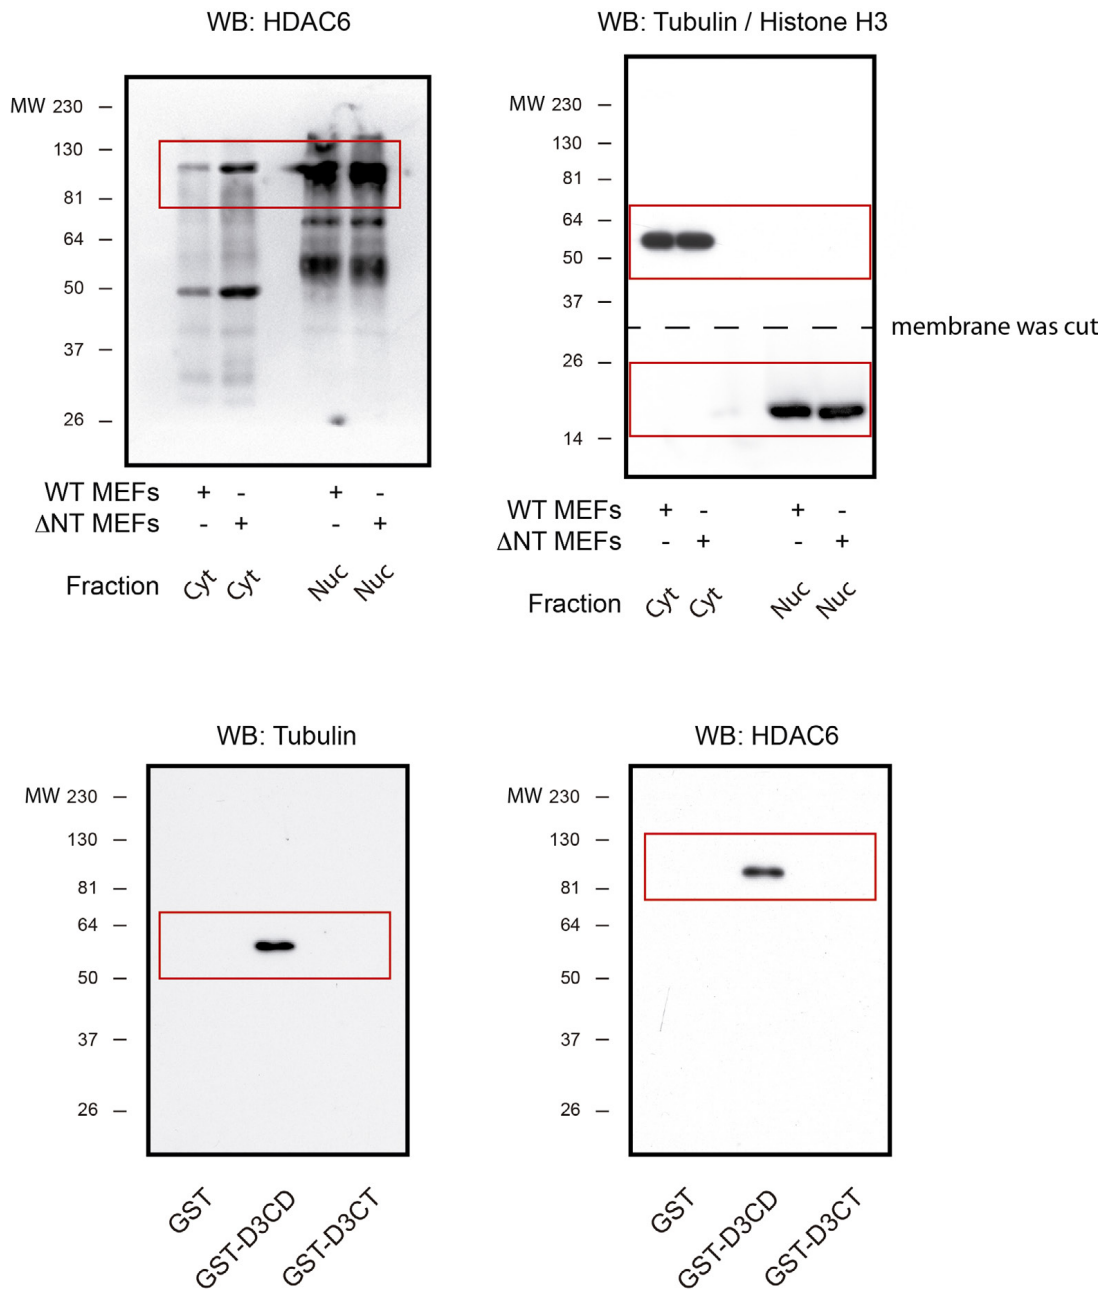 WB: HDAC6
MW 230
130
81
64
50
37
26
WT MEFs + - + -
ΔNT MEFs - + - +
Fraction Cyt Cyt Nuc Nuc
WB: Tubulin / Histone H3
MW 230
130
81
64
50
37
membrane was cut
26
14
WT MEFs + - + -
ΔNT MEFs - + - +
Fraction Cyt Cyt Nuc Nuc
WB: Tubulin
MW 230
130
81
64
50
37
26
GST GST-D3CD GST-D3CT
WB: HDAC6
MW 230
130
81
64
50
37
26
GST GST-D3CD GST-D3CT